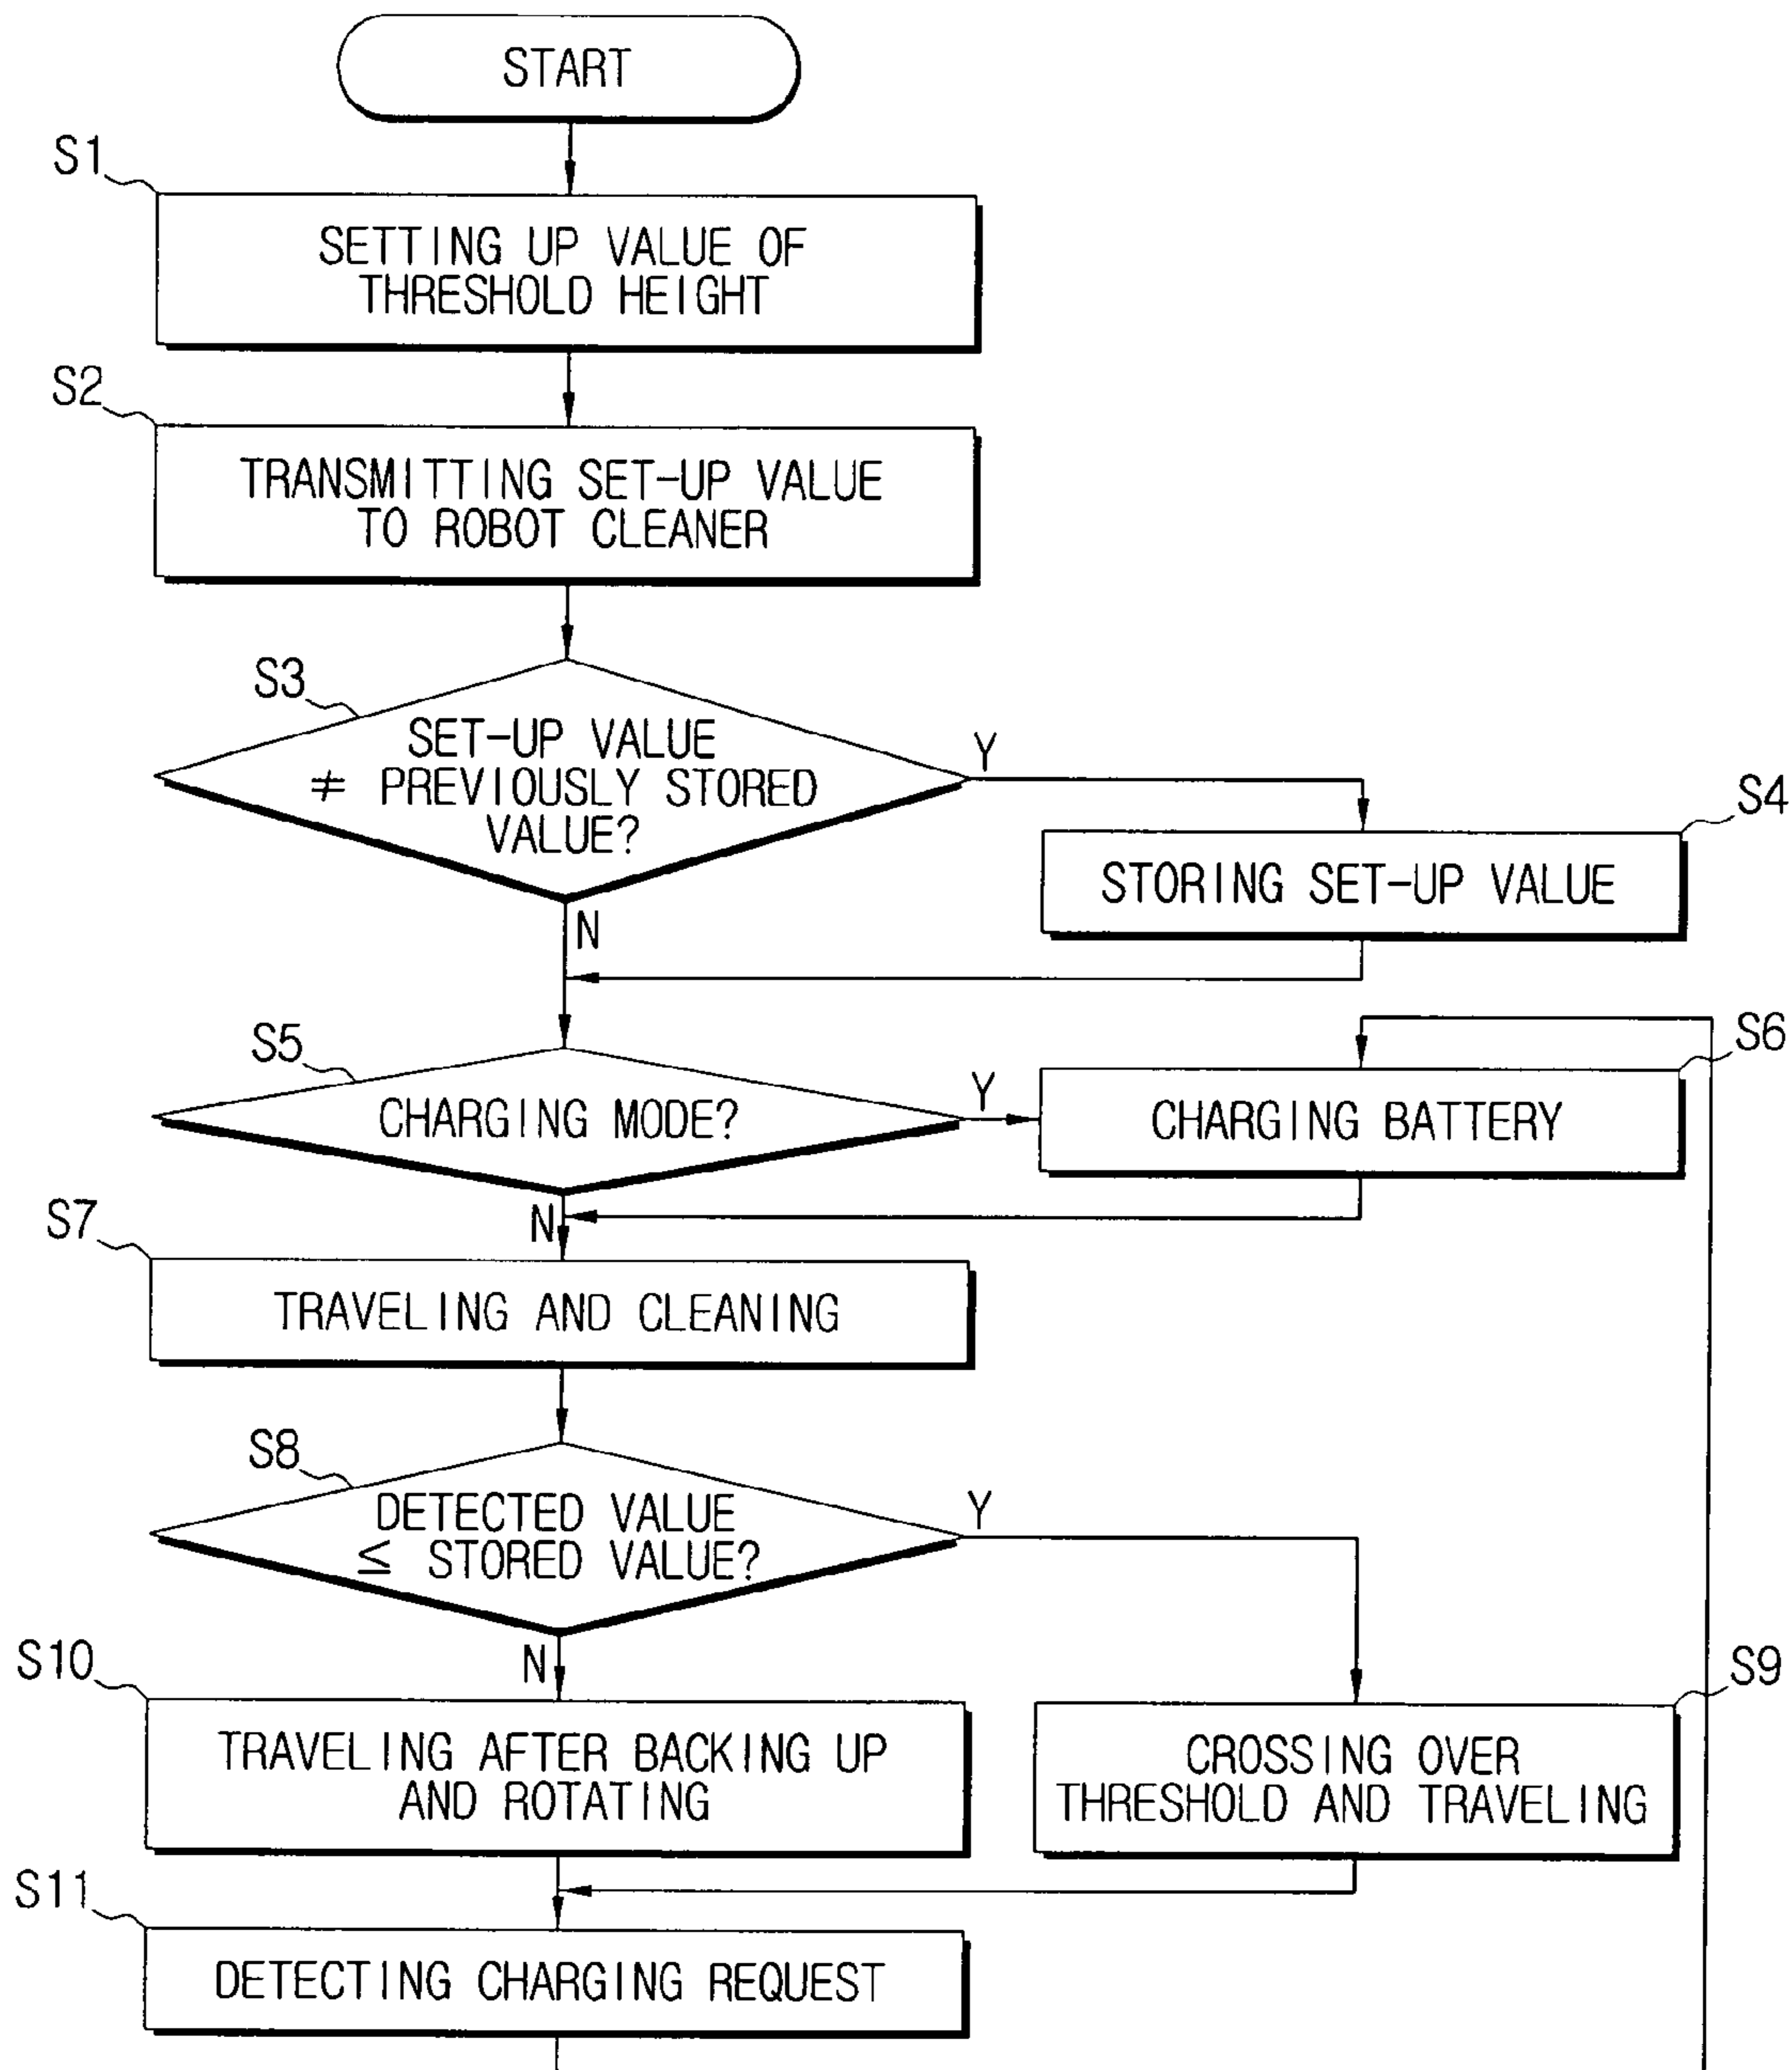 START
S1
SETTING UP VALUE OF
THRESHOLD HEIGHT
S2
TRANSMITTING SET-UP VALUE
TO ROBOT CLEANER
S3
SET-UP VALUE
≠ PREVIOUSLY STORED
VALUE?
Y
N
S4
STORING SET-UP VALUE
S5
CHARGING MODE?
Y
N
S6
CHARGING BATTERY
S7
TRAVELING AND CLEANING
S8
DETECTED VALUE
≦ STORED VALUE?
Y
N
S9
CROSSING OVER
THRESHOLD AND TRAVELING
S10
TRAVELING AFTER BACKING UP
AND ROTATING
S11
DETECTING CHARGING REQUEST